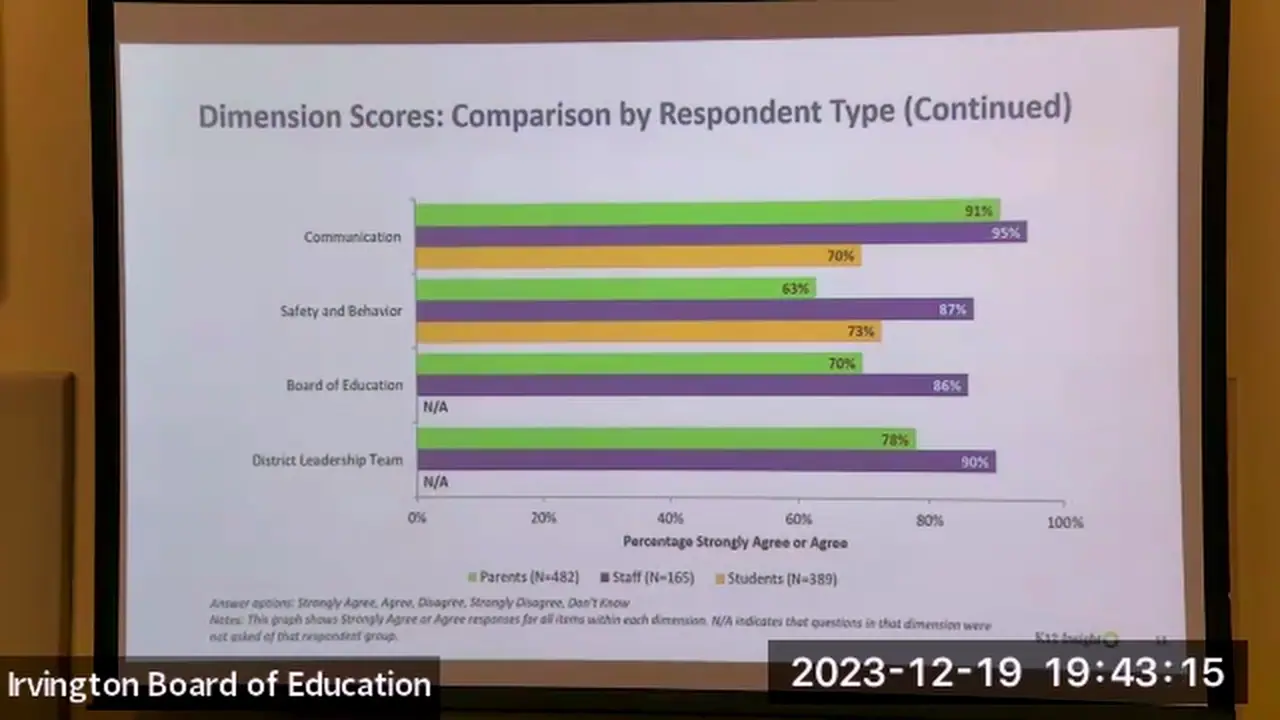 Dimension Scores: Comparison by Respondent Type (Continued)
91%
Communication
95%
70%
63%
Safety and Behavior
87%
73%
70%
Board of Education
86%
N/A
78%
District Leadership Team
90%
N/A
0% 20% 40% 60% 80% 100%
Percentage Strongly Agree or Agree
Parents (N=482) Staff (N=165) Students (N=389)
Answer options: Strongly Agree, Agree, Disagree, Strongly Disagree, Don't Know
Notes: This graph shows Strongly Agree or Agree responses for all items within each dimension. N/A indicates that questions in that dimension were
not asked of that respondent group.
K12 Insight
Irvington Board of Education
2023-12-19 19:43:15